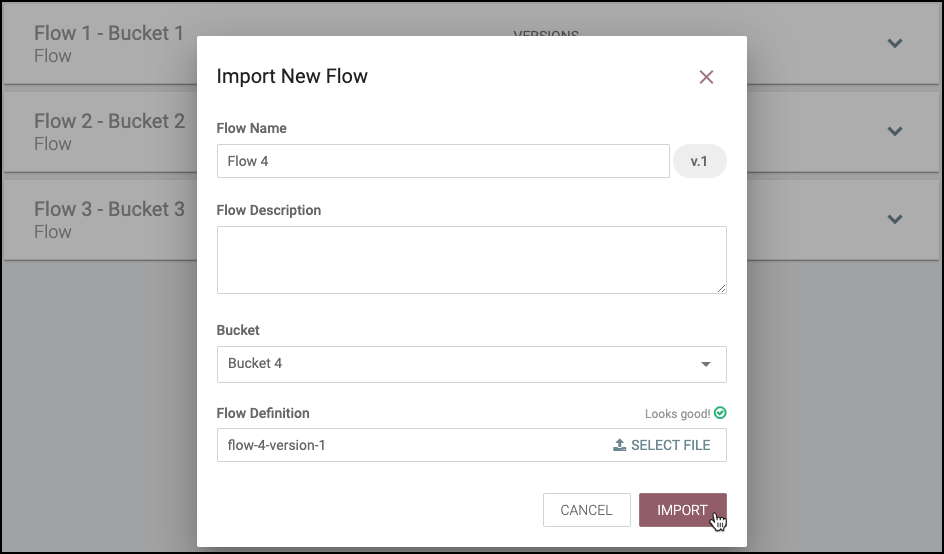 Flow 1 - Bucket 1
Flow
VERSIONS
Flow 2 - Bucket 2
Flow
Flow 3 - Bucket 3
Flow
Import New Flow
Flow Name
Flow 4
v.1
Flow Description
Bucket
Bucket 4
Flow Definition
Looks good!
flow-4-version-1
SELECT FILE
CANCEL
IMPORT